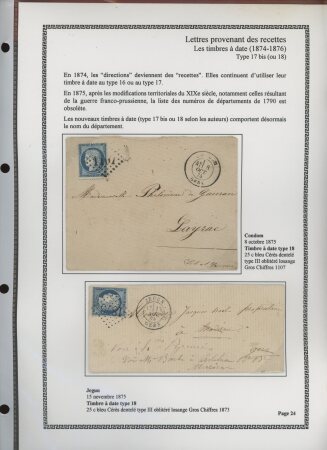 Lettres provenant des recettes
Les timbres à date (1874-1876)
Type 17 bis (ou 18)
En 1874, les "directions" deviennent des "recettes". Elles continuent d'utiliser leur
timbre à date au type 16 ou au type 17.
En 1875, après les modifications territoriales du XIXe siècle, notamment celles résultant
de la guerre franco-prussienne, la liste des numéros de départements de 1790 est
obsolète.
Les nouveaux timbres à date (type 17 bis ou 18 selon les auteurs) comportent désormais
le nom du département.
Layrac
Condom
8 octobre 1875
Timbre à date type 18
25 c bleu Cérès dentelé
type III oblitéré losange
Gros Chiffres 1107
JEGUN
GERS
Jegun
15 novembre 1875
Timbre à date type 18
25 c bleu Cérès dentelé type III oblitéré losange Gros Chiffres 1873
Page 24